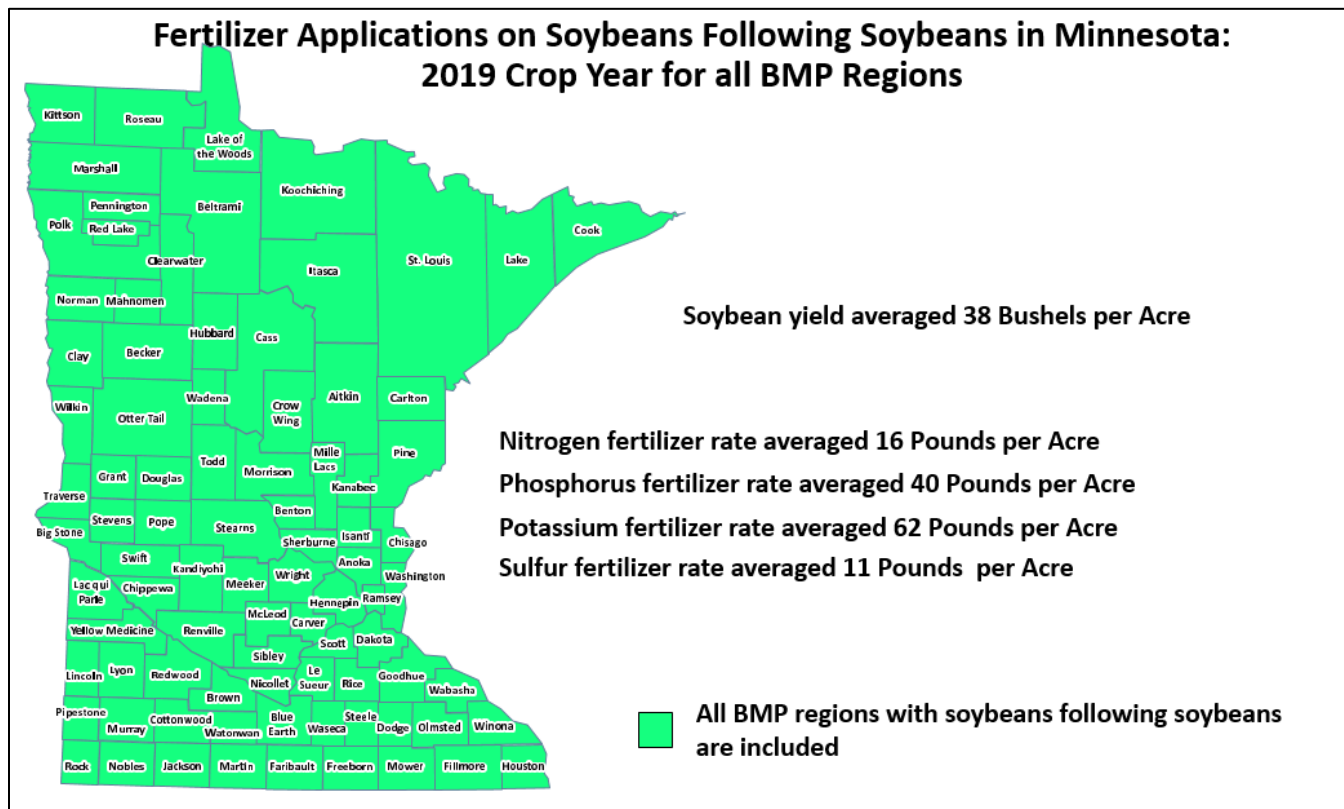 Fertilizer Applications on Soybeans Following Soybeans in Minnesota:
2019 Crop Year for all BMP Regions
Kittson
Roseau
Lake of
the Woods
Marshall
Koochiching
Pennington
Beltrami
Polk
Red Lake
Cook
St. Louis
Lake
Clearwater
Itasca
Norman
Mahnomen
Soybean yield averaged 38 Bushels per Acre
Hubbard
Cass
Clay
Becker
Wadena
Aitkin
Carlton
Wilkin
Crow
Wing
Otter Tail
Nitrogen fertilizer rate averaged 16 Pounds per Acre
Mille
Lacs
Pine
Todd
Morrison
Grant
Douglas
Phosphorus fertilizer rate averaged 40 Pounds per Acre
Kanabec
Traverse
Benton
Stevens
Pope
Stearns
Potassium fertilizer rate averaged 62 Pounds per Acre
Big Stone
Sherburne
Isanti
Chisago
Swift
Anoka
Sulfur fertilizer rate averaged 11 Pounds  per Acre
Kandiyohi
Meeker
Wright
Washington
Lac qui
Parle
Chippewa
Hennepin
Ramsey
McLeod
Carver
Yellow Medicine
Renville
Scott
Dakota
Sibley
Lincoln
Lyon
Redwood
Nicollet
Le
Sueur
Rice
Goodhue
Wabasha
Brown
Pipestone
Murray
Cottonwood
Watonwan
Blue
Earth
Waseca
Steele
Dodge
Olmsted
Winona
All BMP regions with soybeans following soybeans
are included
Rock
Nobles
Jackson
Martin
Faribault
Freeborn
Mower
Fillmore
Houston